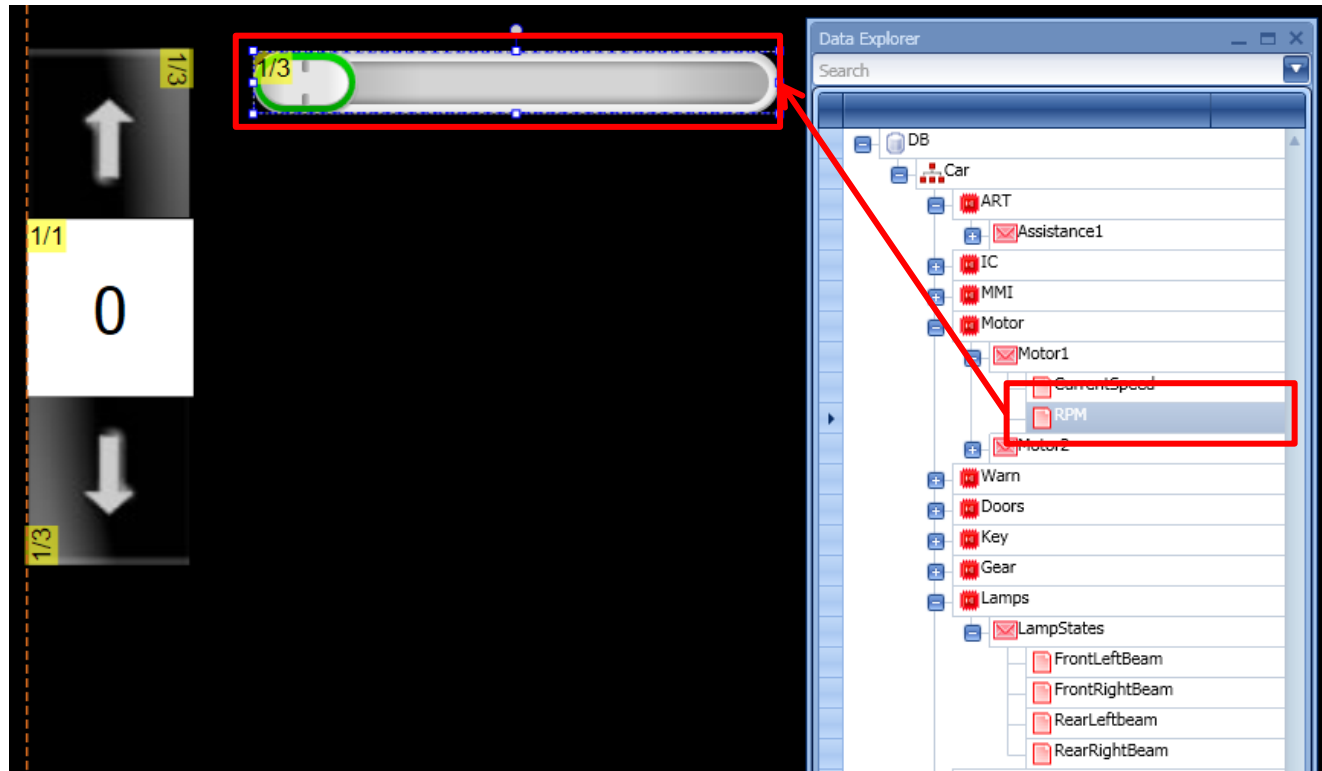 1/3
1/3
1/1
0
1/3
Data Explorer
Search
DB
Car
ART
Assistance1
IC
MMI
Motor
Motor1
CurrentSpeed
RPM
Motor2
Warn
Doors
Key
Gear
Lamps
LampStates
FrontLeftBeam
FrontRightBeam
RearLeftbeam
RearRightBeam